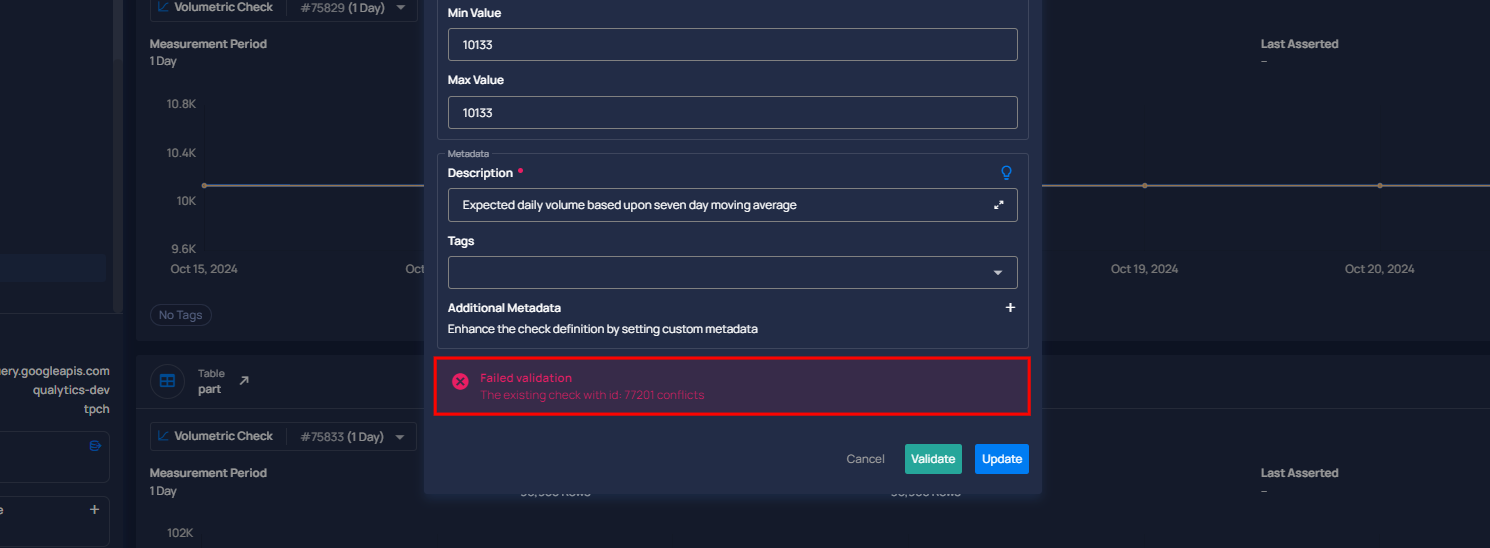 Volumetric Check #75829 (1 Day)
Measurement Period
1 Day
Last Asserted
–
10.8K
10.4K
10K
9.6K
Oct 15, 2024
Oct
Oct 19, 2024
Oct 20, 2024
No Tags
Min Value
10133
Max Value
10133
Metadata
Description •
Expected daily volume based upon seven day moving average
Tags
Additional Metadata +
Enhance the check definition by setting custom metadata
Failed validation
The existing check with id: 77201 conflicts
Cancel Validate Update
ery.googleapis.com
qualytics-dev
tpch
e +
Table
part
Volumetric Check #75833 (1 Day)
Measurement Period
1 Day
Last Asserted
–
102K